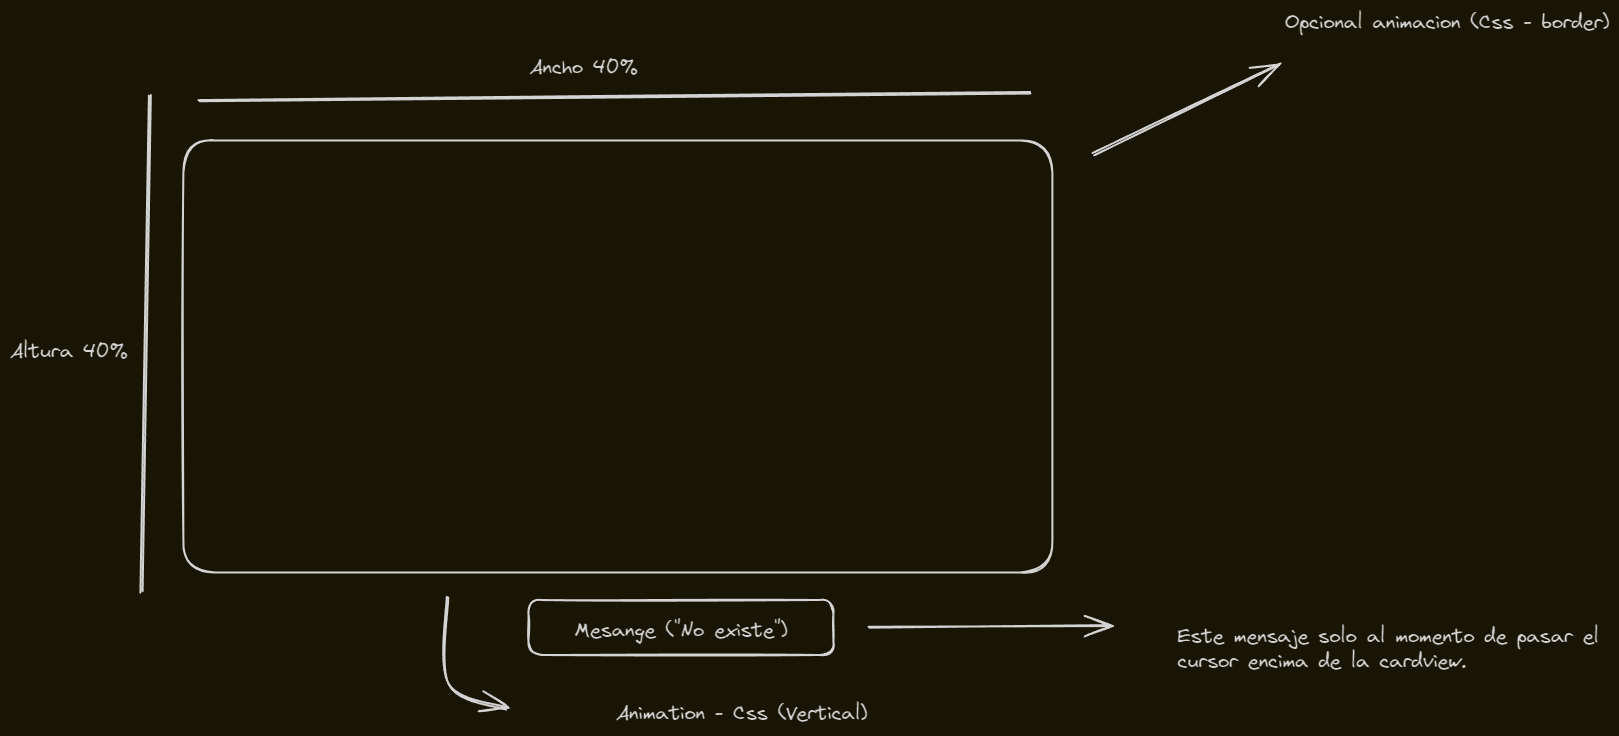 Opcional animacion (Css - border)
Ancho 40%
Altura 40%
Mesange ("No existe")
Este mensaje solo al momento de pasar el
cursor encima de la cardview.
Animation - Css (Vertical)